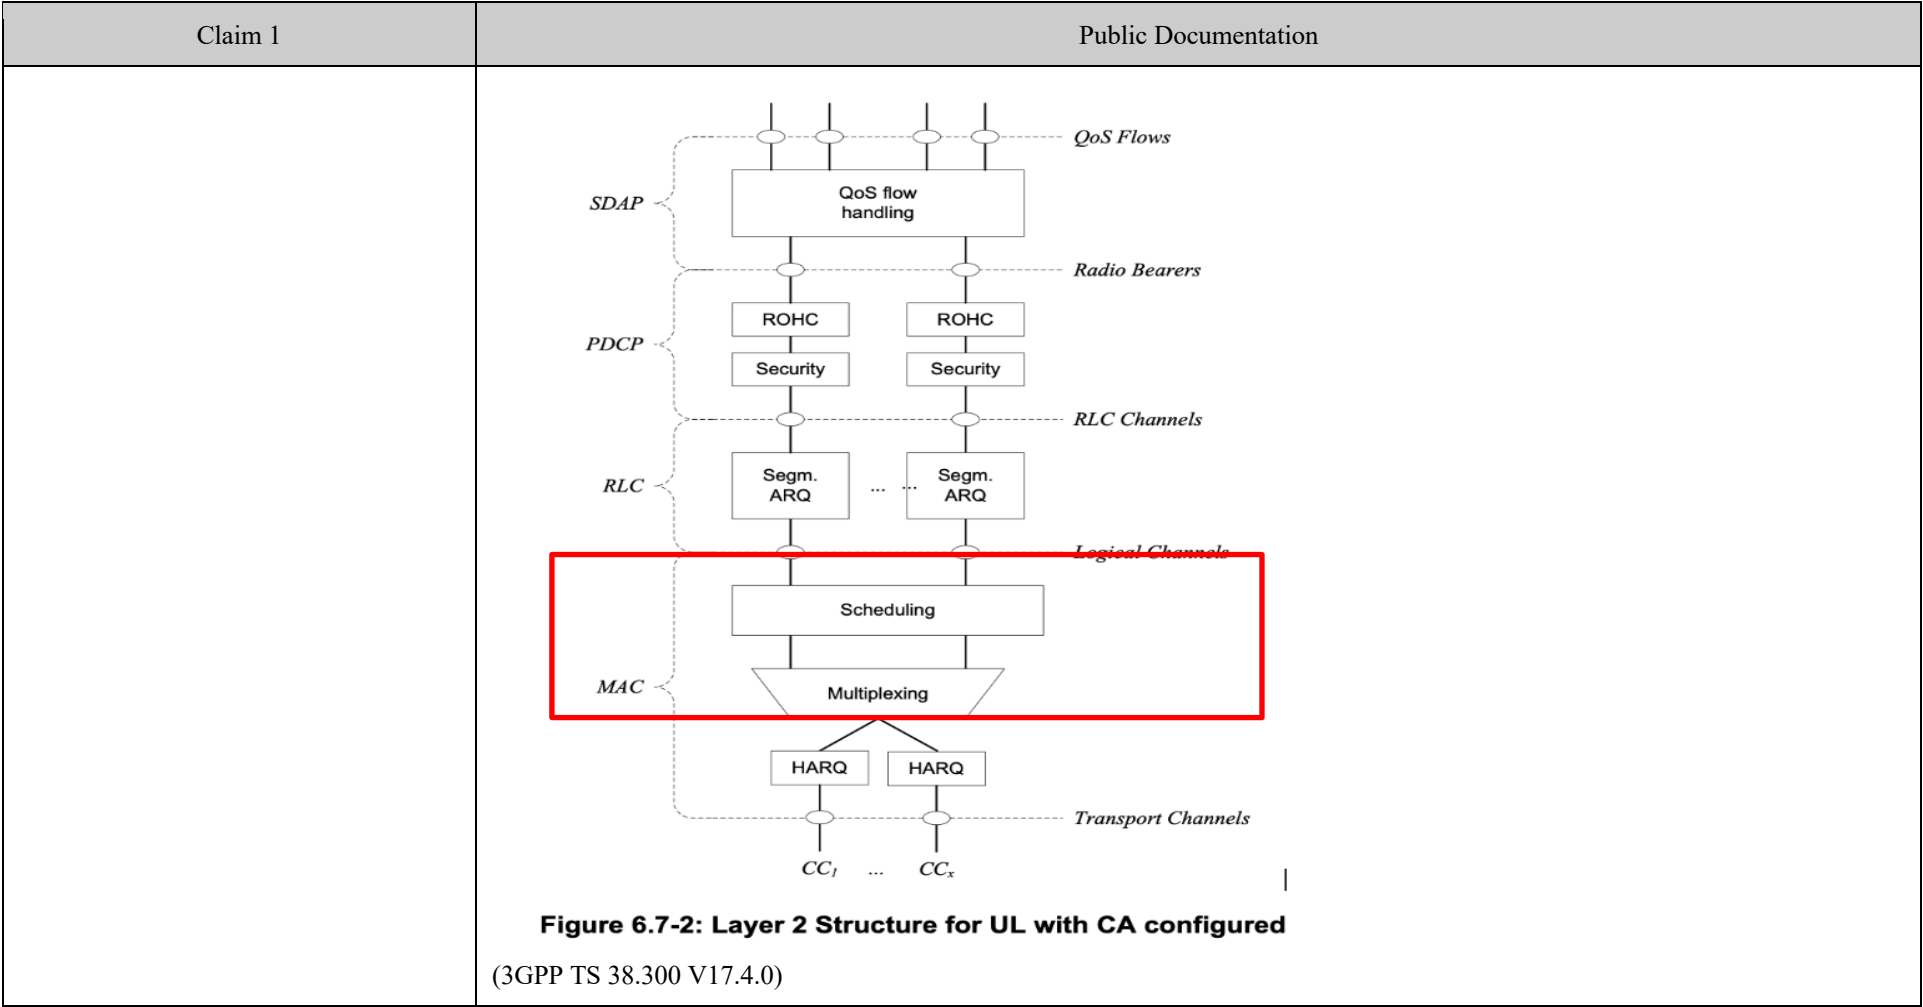 Claim 1
Public Documentation
QoS Flows
SDAP
QoS flow
handling
Radio Bearers
ROHC
ROHC
PDCP
Security
Security
RLC Channels
RLC
Segm.
ARQ
... ...
Segm.
ARQ
Logical Channels
Scheduling
MAC
Multiplexing
HARQ
HARQ
Transport Channels
CC1 ... CCx
Figure 6.7-2: Layer 2 Structure for UL with CA configured
(3GPP TS 38.300 V17.4.0)